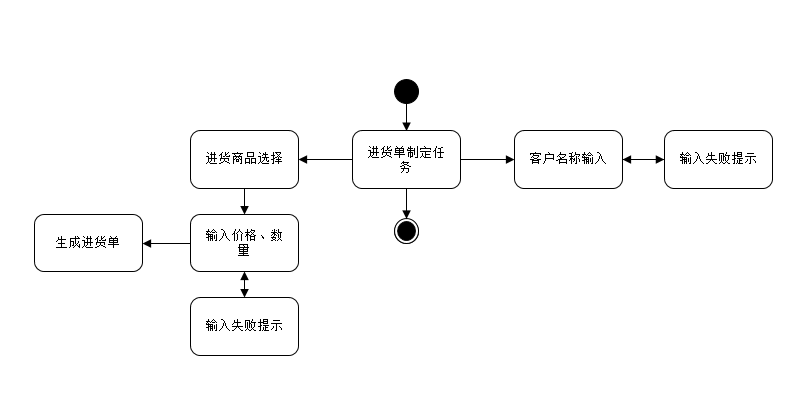 进货商品选择
进货单制定任
务
客户名称输入
输入失败提示
生成进货单
输入价格、数
量
输入失败提示